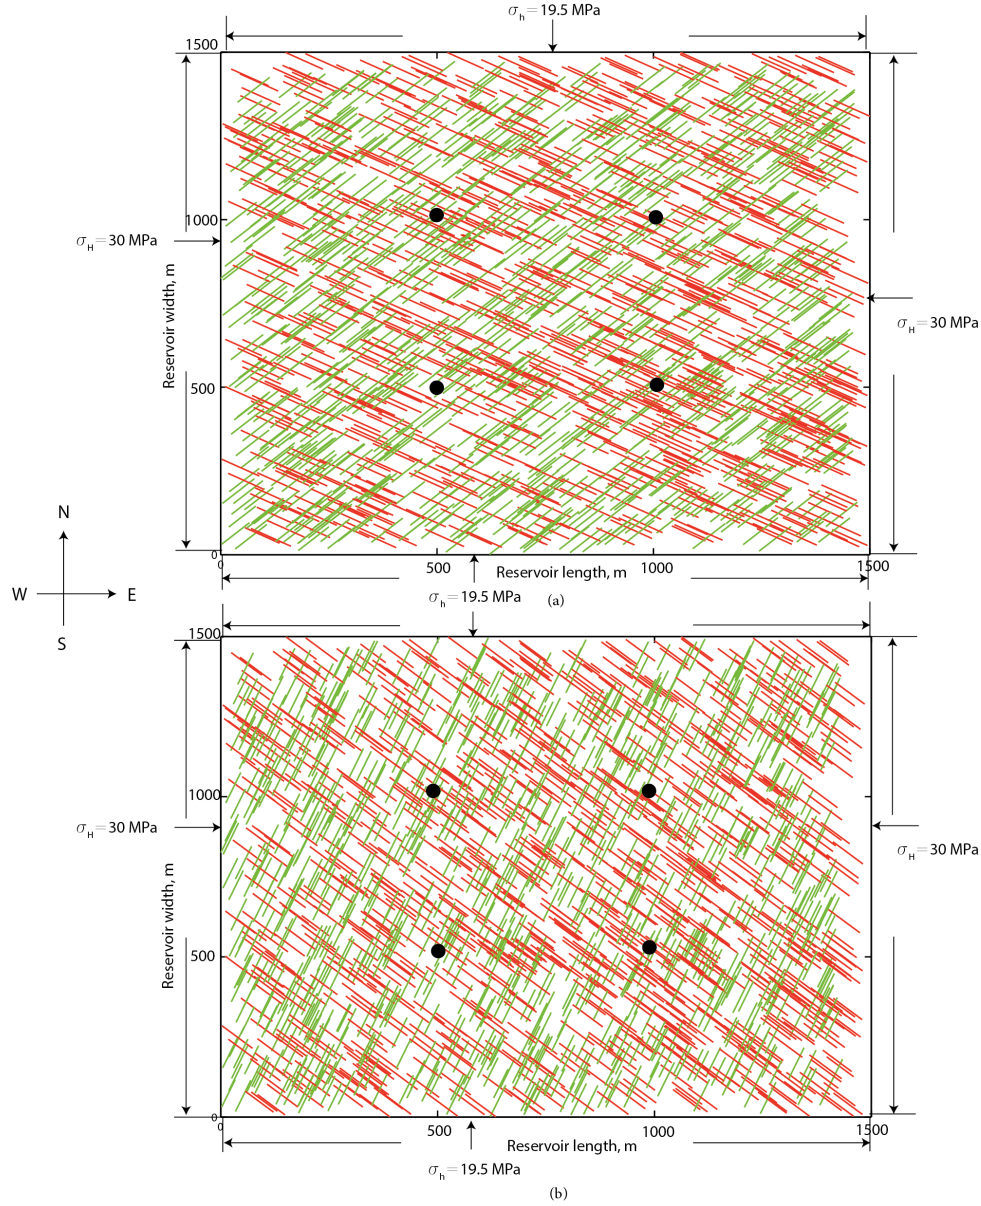 σh = 19.5 MPa
1500
1000
σH = 30 MPa
Reservoir width, m
σH = 30 MPa
500
0
0
500
1000
1500
Reservoir length, m
σh = 19.5 MPa
(a)
N
W
E
S
1500
1000
σH = 30 MPa
σH = 30 MPa
Reservoir width, m
500
0
0
500
1000
1500
Reservoir length, m
σh = 19.5 MPa
(b)